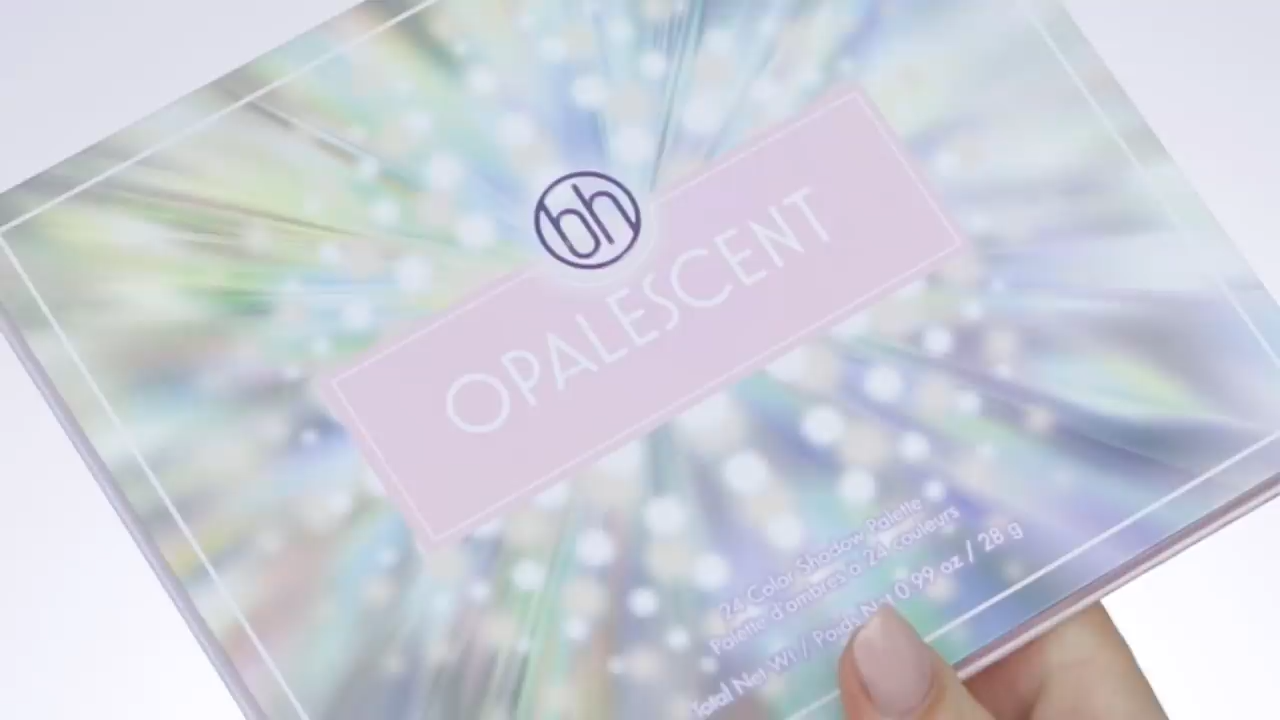 bh
OPALESCENT
24 Color Shadow Palette
Palette d'ombres à 24 couleurs
Total Net Wt / Poids Net 0.99 oz / 28 g